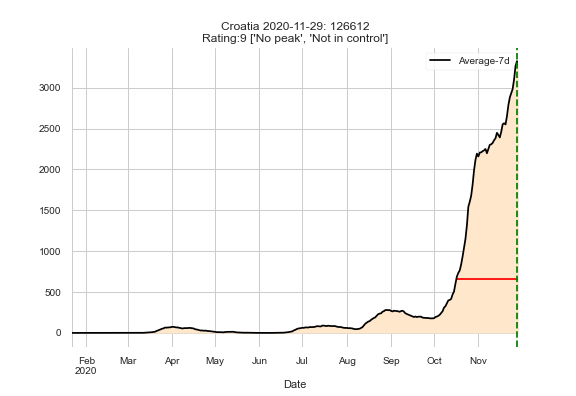 Croatia 2020-11-29: 126612
Rating:9 ['No peak', 'Not in control']
Average-7d
3000
2500
2000
1500
1000
500
0
Feb Mar Apr May Jun Jul Aug Sep Oct Nov
2020
Date